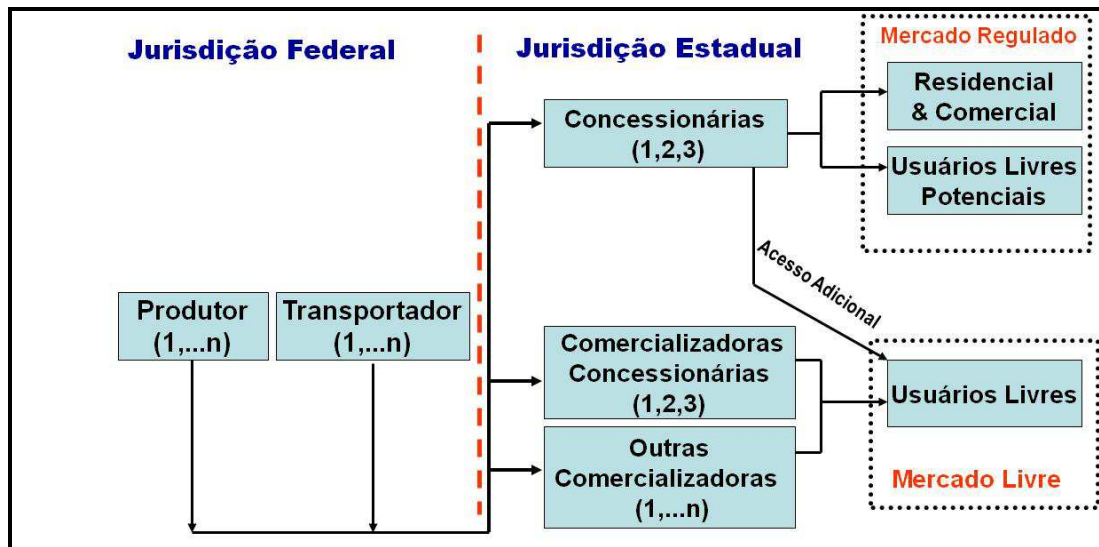 Jurisdição Federal
Jurisdição Estadual
Mercado Regulado
Concessionárias
(1,2,3)
Residencial
& Comercial
Usuários Livres
Potenciais
Acesso Adicional
Produtor
(1,...n)
Transportador
(1,...n)
Comercializadoras
Concessionárias
(1,2,3)
Outras
Comercializadoras
(1,...n)
Usuários Livres
Mercado Livre